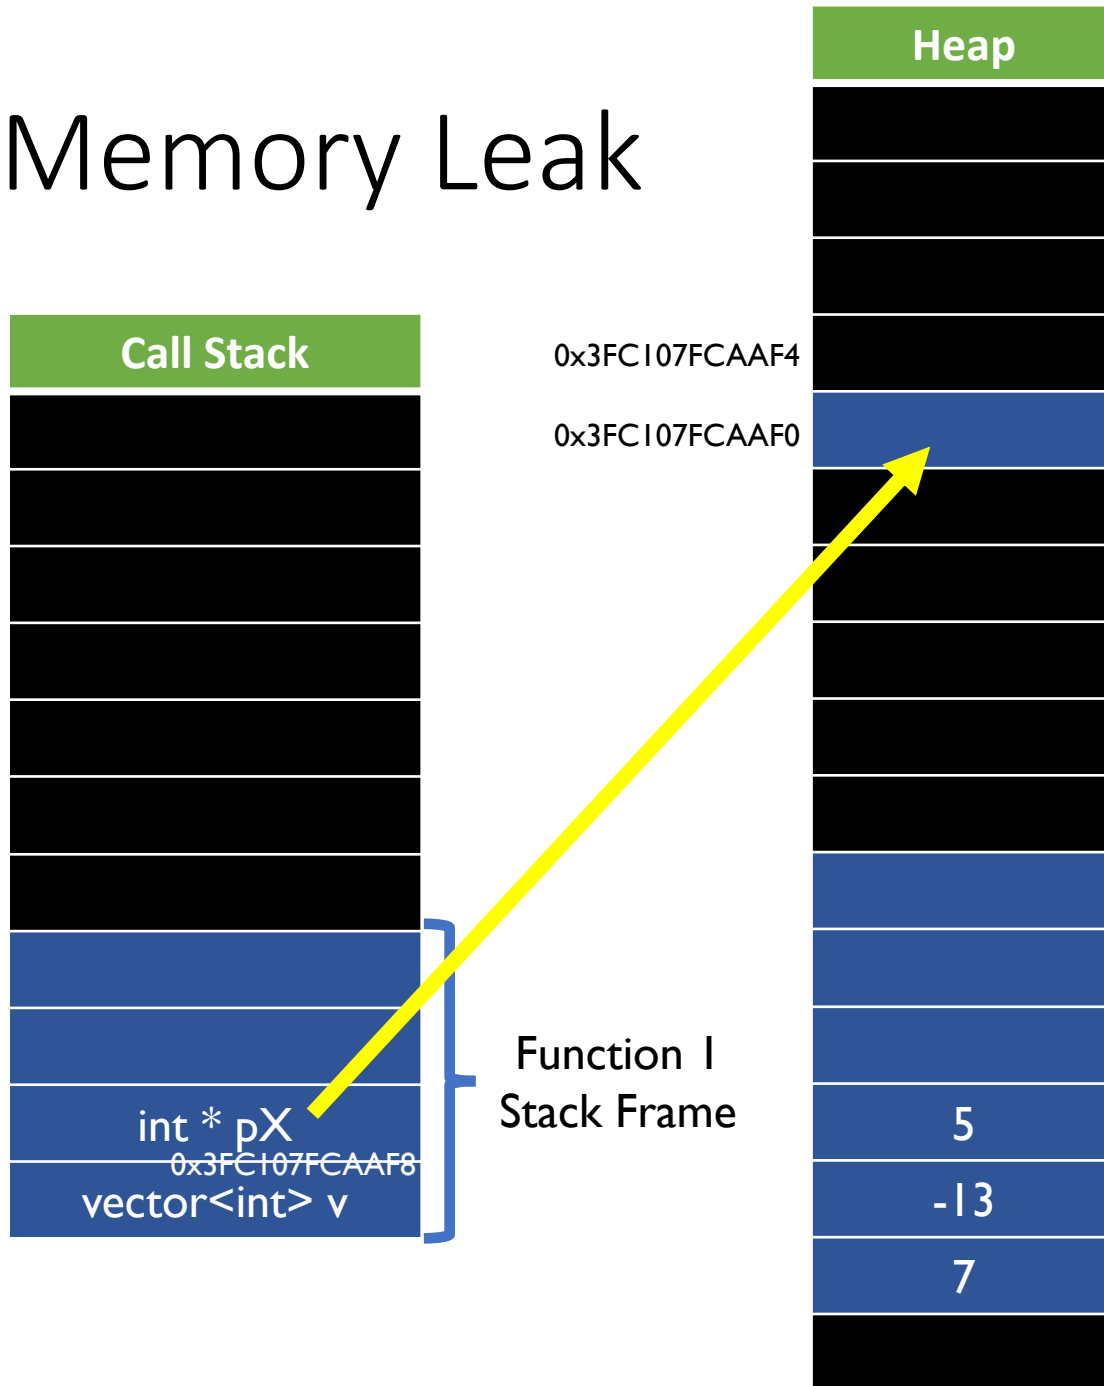 Heap
Memory Leak
Call Stack
0x3FC107FCAAF4
0x3FC107FCAAF0
Function 1
Stack Frame
int * pX
0x3FC107FCAAF8
vector<int> v
5
-13
7